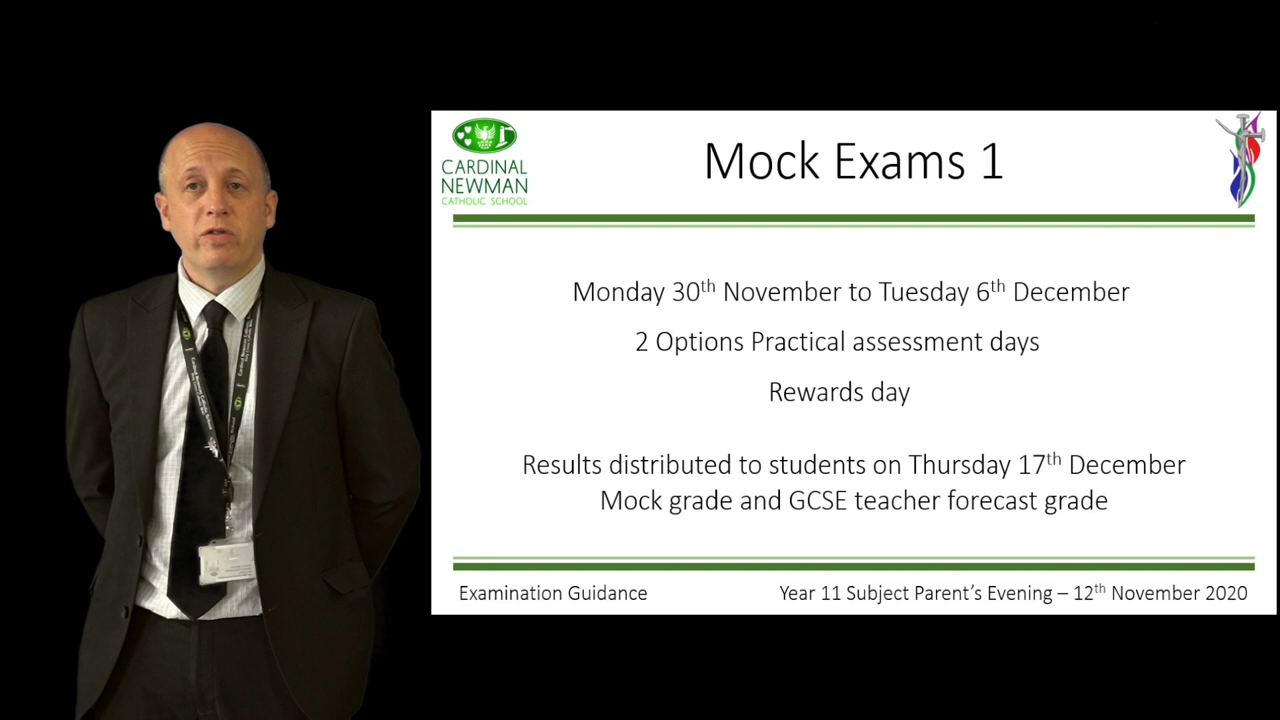 CARDINAL
NEWMAN
CATHOLIC SCHOOL
Mock Exams 1
Monday 30th November to Tuesday 6th December
2 Options Practical assessment days
Rewards day
Results distributed to students on Thursday 17th December
Mock grade and GCSE teacher forecast grade
Examination Guidance
Year 11 Subject Parent's Evening – 12th November 2020